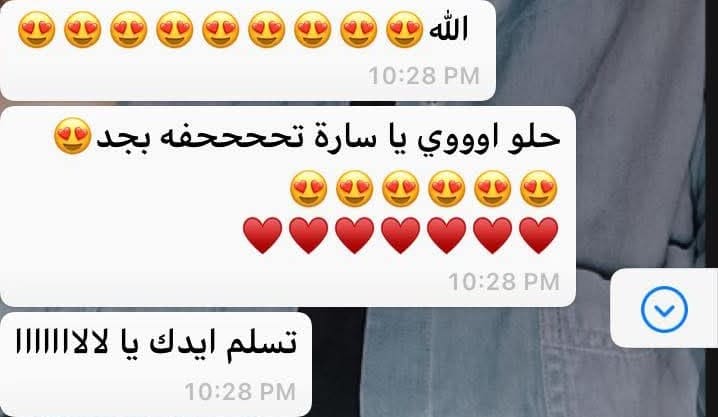 الله 😍😍😍😍😍😍😍😍😍
10:28 PM
حلو اوووي يا سارة تحححححفه بجد 😍
😍😍😍😍😍😍
♥️♥️♥️♥️♥️♥️♥️
10:28 PM
تسلم ايدك يا لالااااااا
10:28 PM